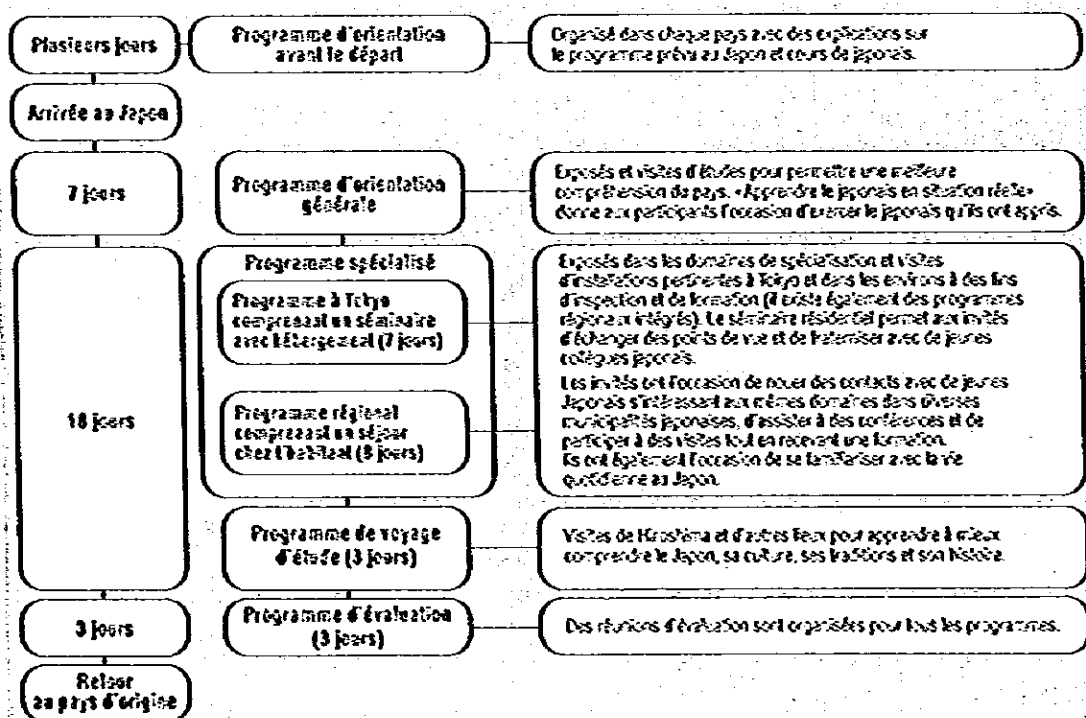 Plusieurs jours
Programme d'orientation
avant le départ
Organisé dans chaque pays avec des explications sur
le programme prévu au Japon et cours de japonais.
Arrivée au Japon
7 jours
Programme d'orientation
générale
Exposés et visites d'études pour permettre une meilleure
compréhension de pays. «Apprendre le japonais en situation réelle»
donne aux participants l'occasion d'exercer le japonais qu'ils ont appris.
18 jours
Programme spécialisé
Programme à Tokyo
comprenant un séminaire
avec hébergement (7 jours)
Exposés dans les domaines de spécialisation et visites
d'installations pertinentes à Tokyo et dans les environs à des fins
d'inspection et de formation (il existe également des programmes
régionaux intégrés). Le séminaire résidentiel permet aux invités
d'échanger des points de vue et de fraterniser avec de jeunes
collègues japonais.
Programme régional
comprenant un séjour
chez l'habitant (8 jours)
Les invités ont l'occasion de nouer des contacts avec de jeunes
Japonais s'intéressant aux mêmes domaines dans diverses
municipalités japonaises, d'assister à des conférences et de
participer à des visites tout en recevant une formation.
Ils ont également l'occasion de se familiariser avec la vie
quotidienne au Japon.
Programme de voyage
d'étude (3 jours)
Visites de Hiroshima et d'autres lieux pour apprendre à mieux
comprendre le Japon, sa culture, ses traditions et son histoire.
3 jours
Programme d'évaluation
(3 jours)
Des réunions d'évaluation sont organisées pour tous les programmes.
Retour
au pays d'origine